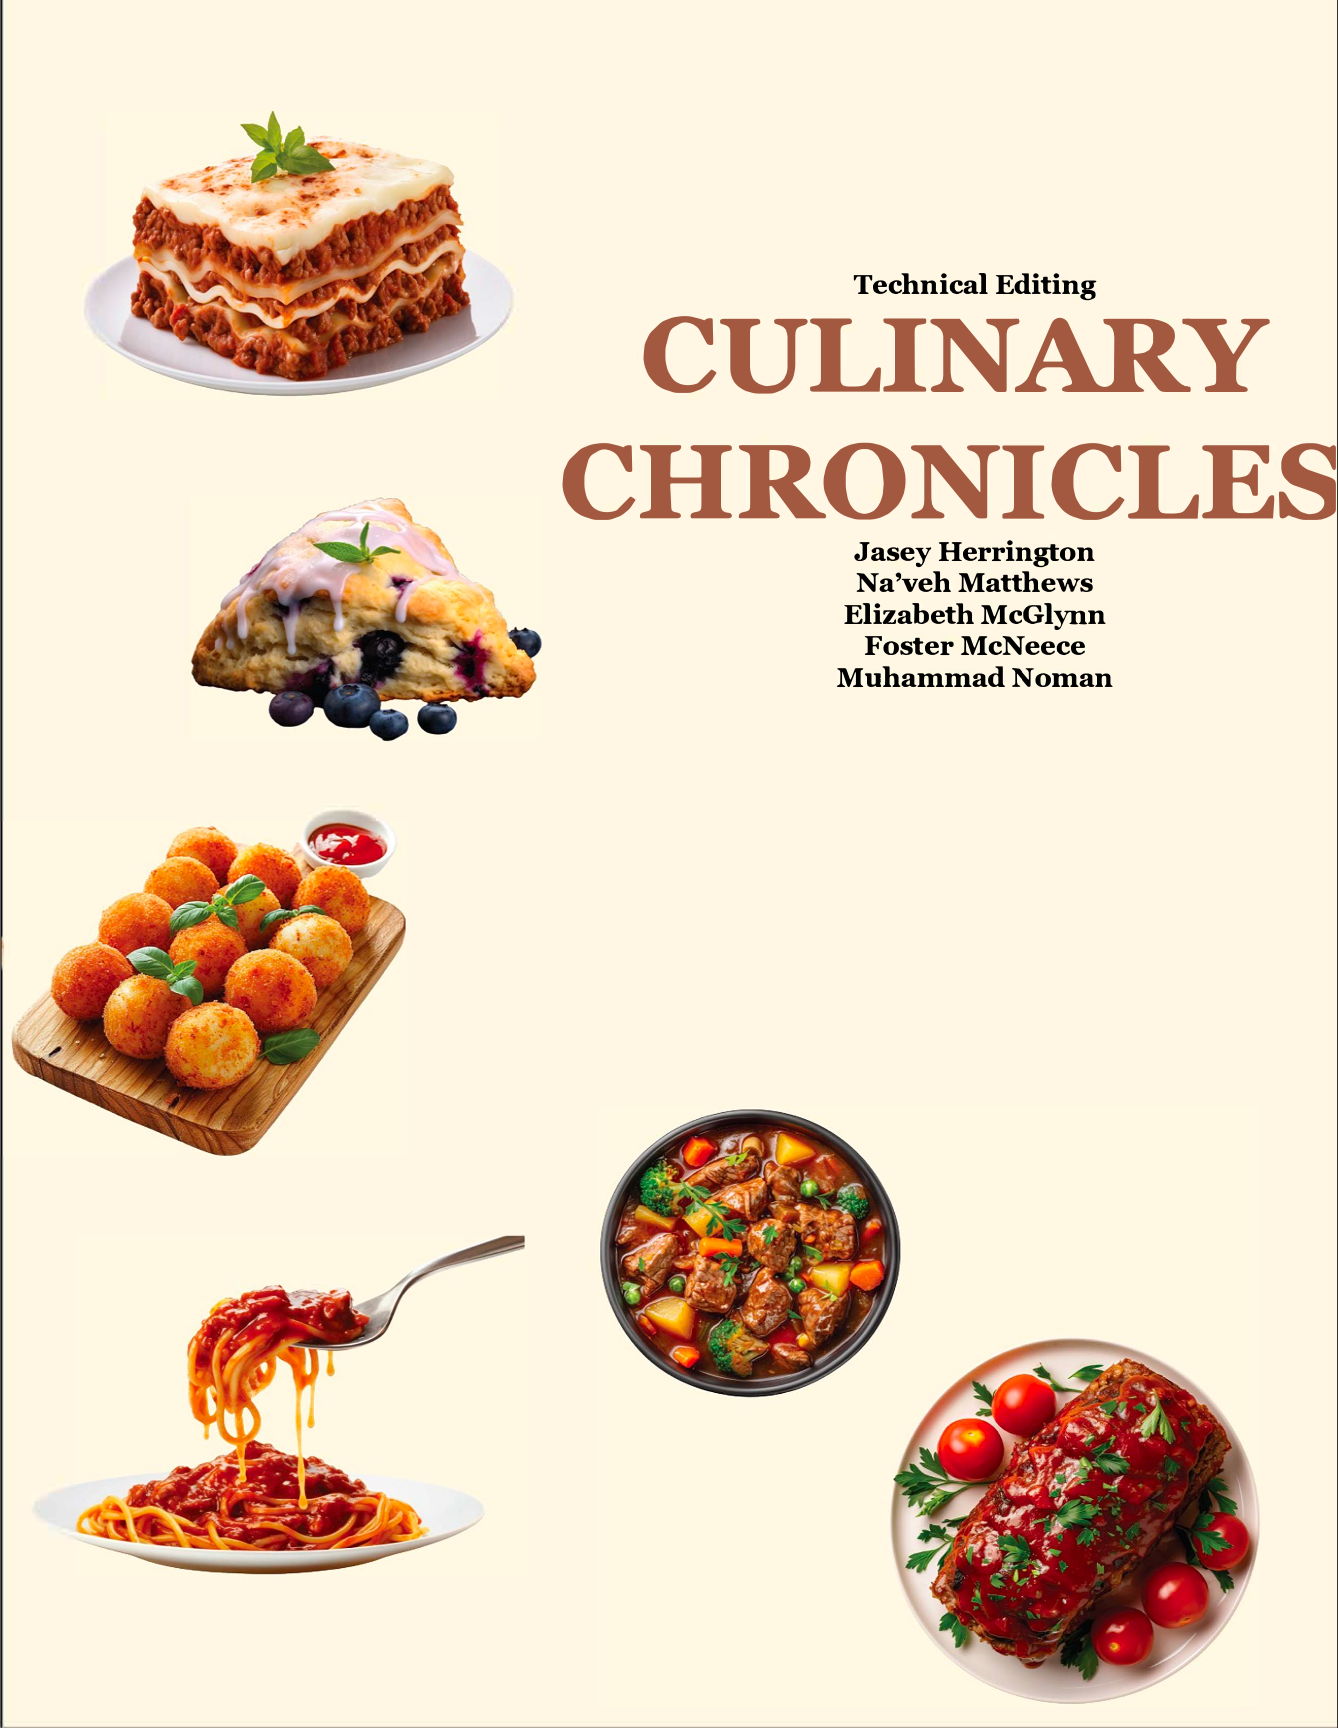 Technical Editing
CULINARY
CHRONICLES
Jasey Herrington
Na’veh Matthews
Elizabeth McGlynn
Foster McNeece
Muhammad Noman